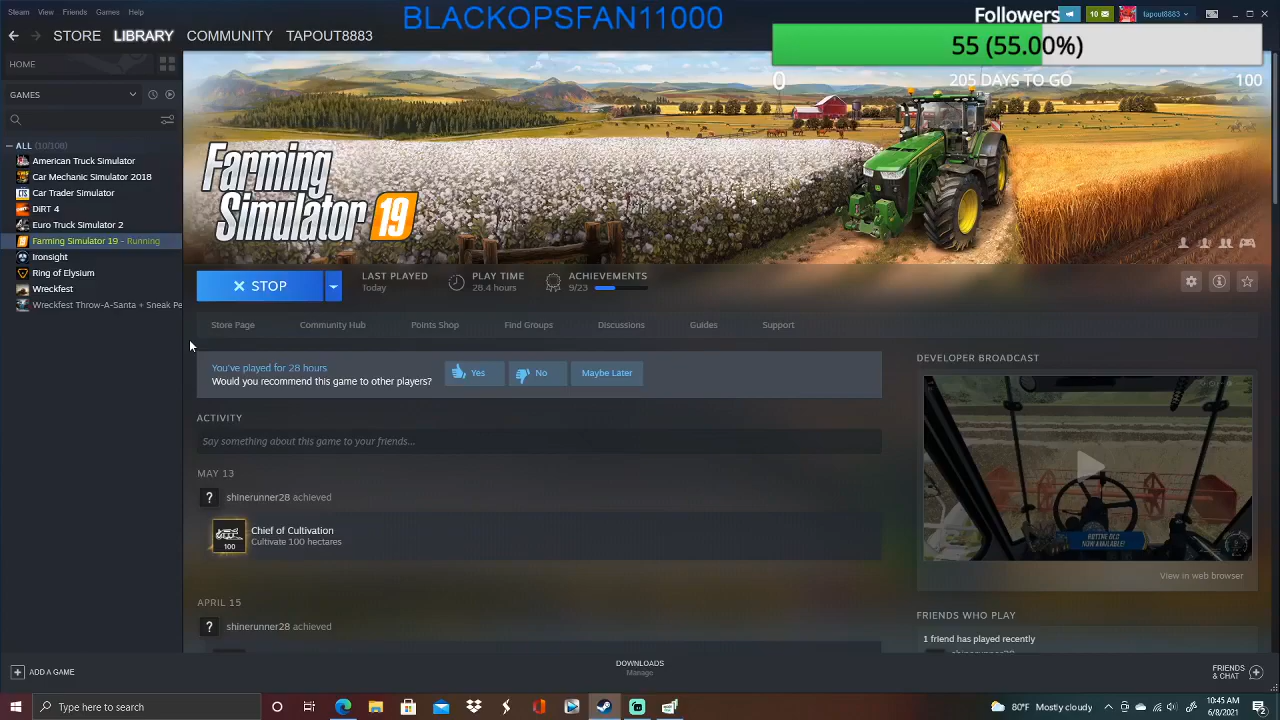 Steam View Friends Games Help
BLACKOPSFAN11000
Followers
10
tapout8883
STORE LIBRARY COMMUNITY TAPOUT8883
55 (55.00%)
0 205 DAYS TO GO 100
HOME
GAMES
ALL (10/108)
American Truck Simulator
Car Mechanic Simulator 2018
Car Trader Simulator
DiRT 4
Euro Truck Simulator 2
Farming Simulator 19 - Running
Ironsight
Ring of Elysium
Wreckfest
Wreckfest Throw-A-Santa + Sneak Pe
Farming
Simulator 19
STOP
LAST PLAYED
Today
PLAY TIME
28.4 hours
ACHIEVEMENTS
9/23
Store Page Community Hub Points Shop Find Groups Discussions Guides Support
You've played for 28 hours
Would you recommend this game to other players?
Yes No Maybe Later
ACTIVITY
Say something about this game to your friends...
MAY 13
? shinerunner28 achieved
100
Chief of Cultivation
Cultivate 100 hectares
APRIL 15
? shinerunner28 achieved
DEVELOPER BROADCAST
NOW AVAILABLE!
View in web browser
FRIENDS WHO PLAY
1 friend has played recently
shinerunner28
ADD A GAME
DOWNLOADS
Manage
FRIENDS
& CHAT
Type here to search
80°F Mostly cloudy
10:45 AM
6/8/2021
2